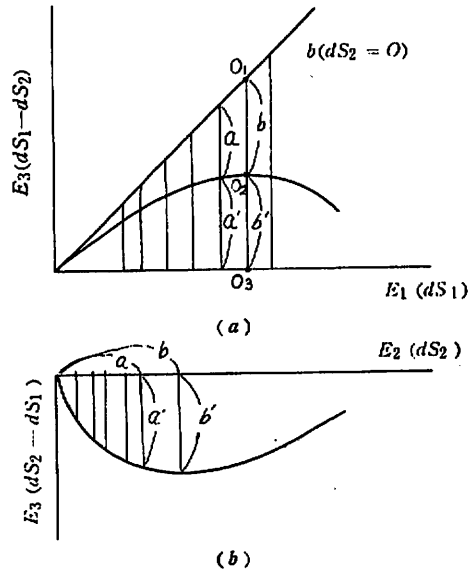 O₁
b(dS₂ = O)
E₃(dS₁—dS₂)
a
b
O₂
a′
b′
O₃
E₁ (dS₁)
(a)
E₂ (dS₂)
b
a
a′
b′
E₃ (dS₂—dS₁)
(b)